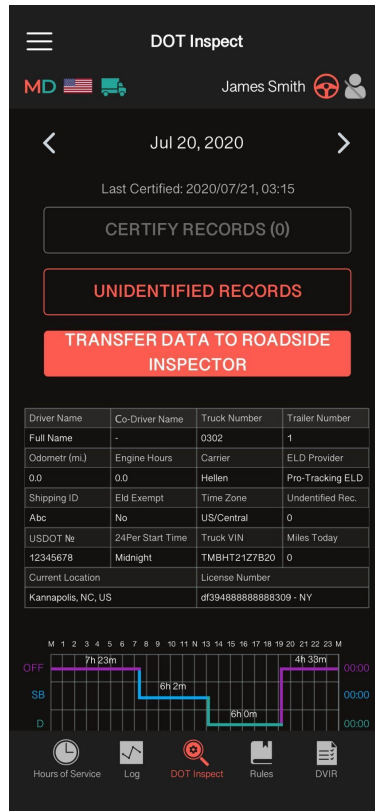 DOT Inspect
MD James Smith
Jul 20, 2020
Last Certified: 2020/07/21, 03:15
CERTIFY RECORDS (0)
UNIDENTIFIED RECORDS
TRANSFER DATA TO ROADSIDE
INSPECTOR
Driver Name Co-Driver Name Truck Number Trailer Number
Full Name - 0302 1
Odometr (mi.) Engine Hours Carrier ELD Provider
0.0 0.0 Hellen Pro-Tracking ELD
Shipping ID Eld Exempt Time Zone Undentified Rec.
Abc No US/Central 0
USDOT № 24Per Start Time Truck VIN Miles Today
12345678 Midnight TMBHT21Z7B20 0
Current Location License Number
Kannapolis, NC, US df394888888888309 - NY
M 1 2 3 4 5 6 7 8 9 10 11 N 13 14 15 16 17 18 19 20 21 22 23 M
7h 23m 4h 33m
OFF 00:00
6h 2m
SB 00:00
6h 0m
D 00:00
Hours of Service Log DOT Inspect Rules DVIR